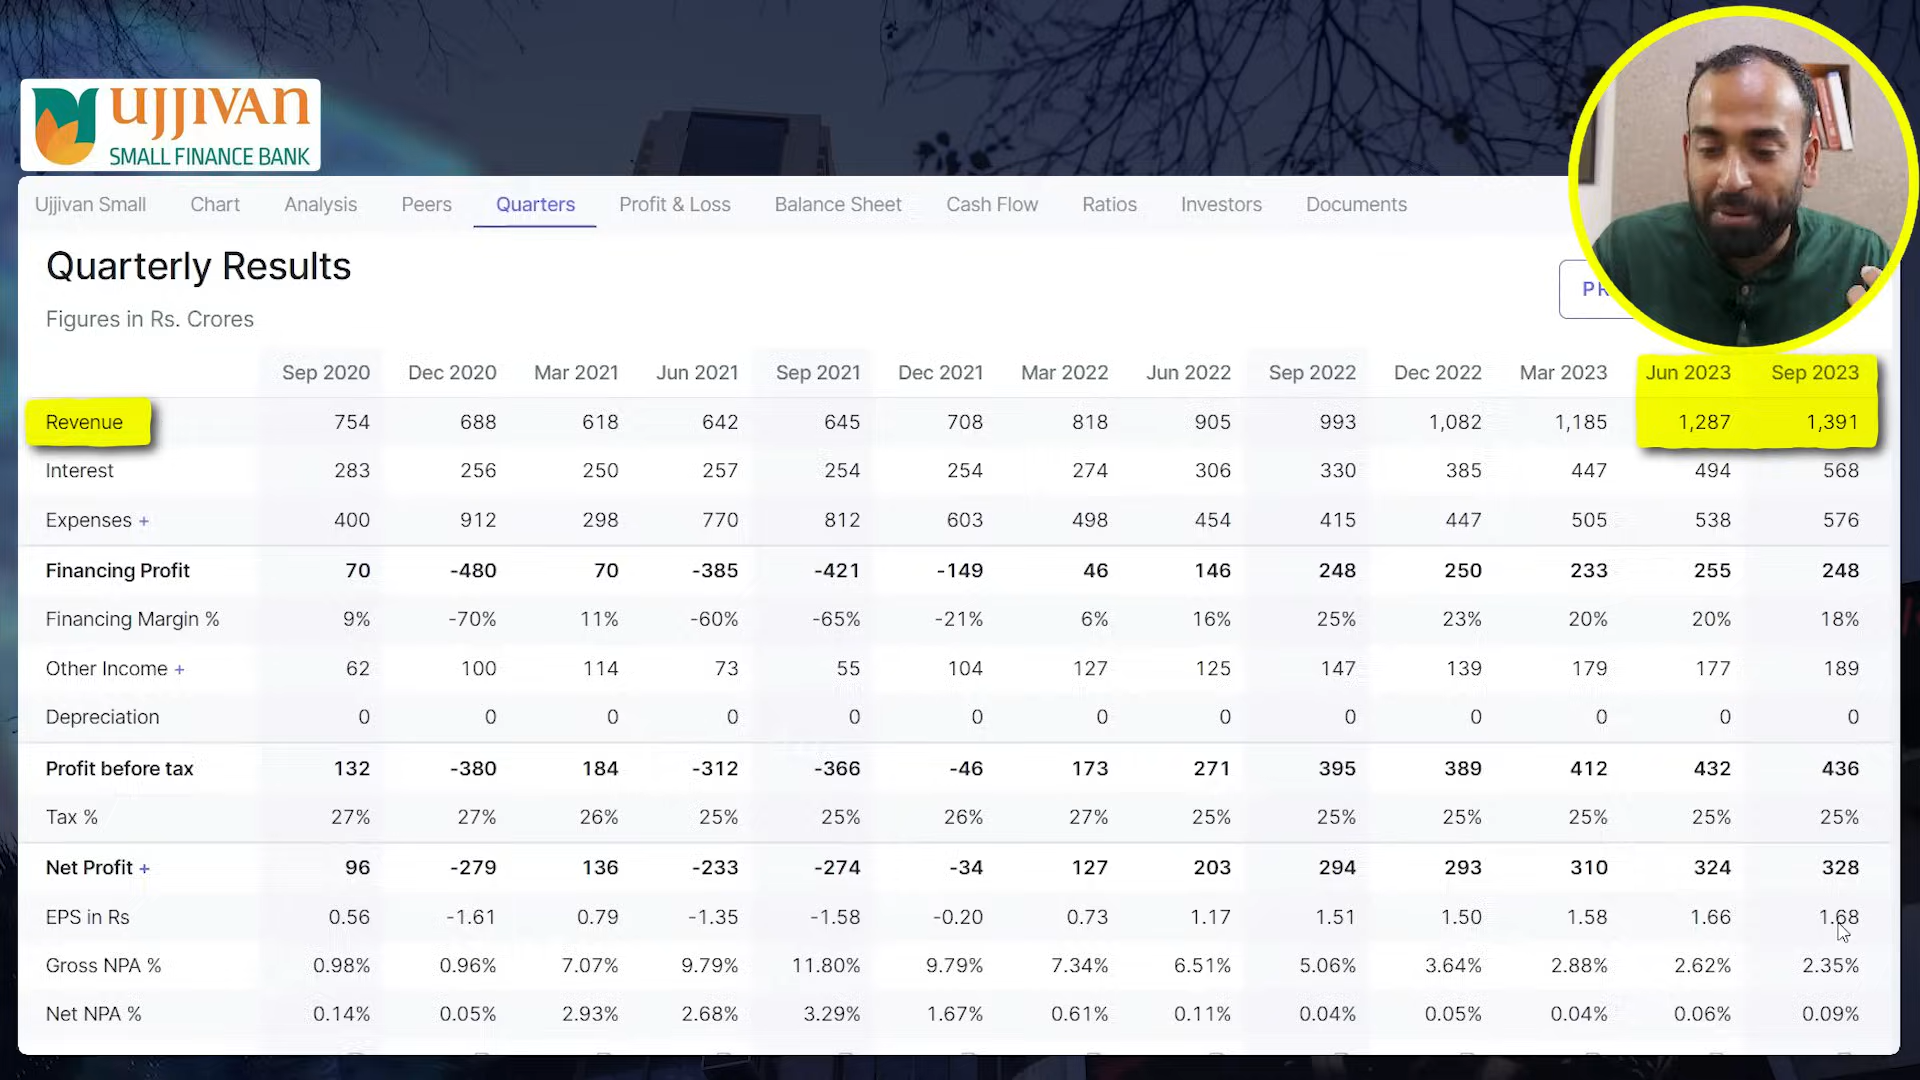 UJJIVAN
SMALL FINANCE BANK
Ujjivan Small Chart Analysis Peers Quarters Profit & Loss Balance Sheet Cash Flow Ratios Investors Documents
Quarterly Results
Figures in Rs. Crores
Sep 2020 Dec 2020 Mar 2021 Jun 2021 Sep 2021 Dec 2021 Mar 2022 Jun 2022 Sep 2022 Dec 2022 Mar 2023 Jun 2023 Sep 2023
Revenue 754 688 618 642 645 708 818 905 993 1,082 1,185 1,287 1,391
Interest 283 256 250 257 254 254 274 306 330 385 447 494 568
Expenses + 400 912 298 770 812 603 498 454 415 447 505 538 576
Financing Profit 70 -480 70 -385 -421 -149 46 146 248 250 233 255 248
Financing Margin % 9% -70% 11% -60% -65% -21% 6% 16% 25% 23% 20% 20% 18%
Other Income + 62 100 114 73 55 104 127 125 147 139 179 177 189
Depreciation 0 0 0 0 0 0 0 0 0 0 0 0 0
Profit before tax 132 -380 184 -312 -366 -46 173 271 395 389 412 432 436
Tax % 27% 27% 26% 25% 25% 26% 27% 25% 25% 25% 25% 25% 25%
Net Profit + 96 -279 136 -233 -274 -34 127 203 294 293 310 324 328
EPS in Rs 0.56 -1.61 0.79 -1.35 -1.58 -0.20 0.73 1.17 1.51 1.50 1.58 1.66 1.68
Gross NPA % 0.98% 0.96% 7.07% 9.79% 11.80% 9.79% 7.34% 6.51% 5.06% 3.64% 2.88% 2.62% 2.35%
Net NPA % 0.14% 0.05% 2.93% 2.68% 3.29% 1.67% 0.61% 0.11% 0.04% 0.05% 0.04% 0.06% 0.09%